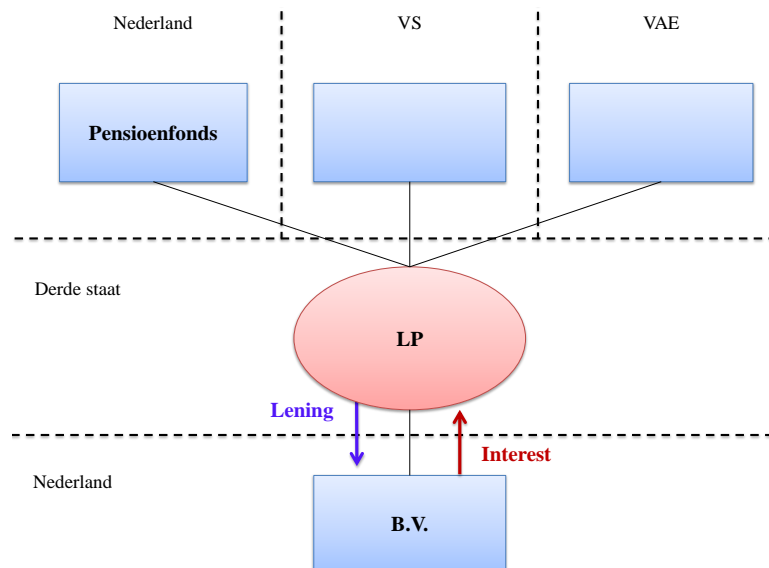 Nederland
VS
VAE
Pensioenfonds
Derde staat
LP
Lening
Interest
Nederland
B.V.